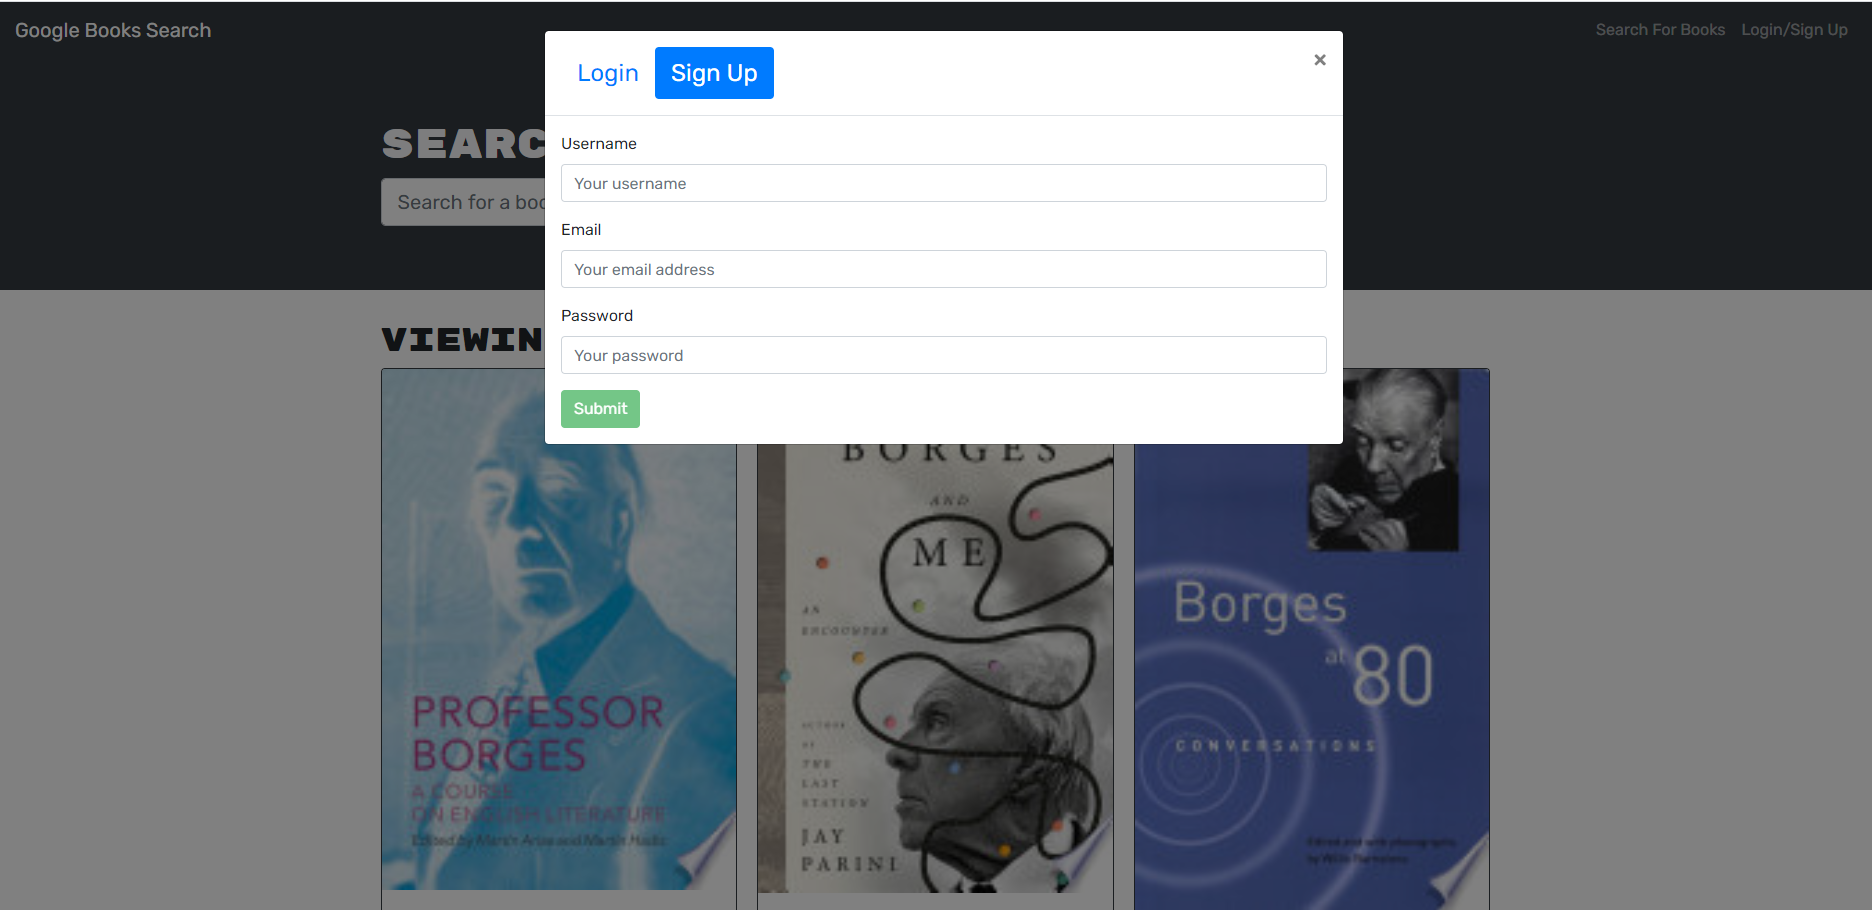 Google Books Search
Search For Books
Login/Sign Up
Login
Sign Up
×
SEARC
Search for a boo
Username
Your username
Email
Your email address
Password
Your password
Submit
VIEWIN
PROFESSOR
BORGES
A COURSE
ON ENGLISH LITERATURE
Edited by Martín Arias and Martín Hadis
BORGES
AND
ME
AN
ENCOUNTER
AUTHOR
OF
THE
LAST
STATION
JAY
PARINI
Borges
at 80
CONVERSATIONS
Edited and with photographs
by Willis Barnstone